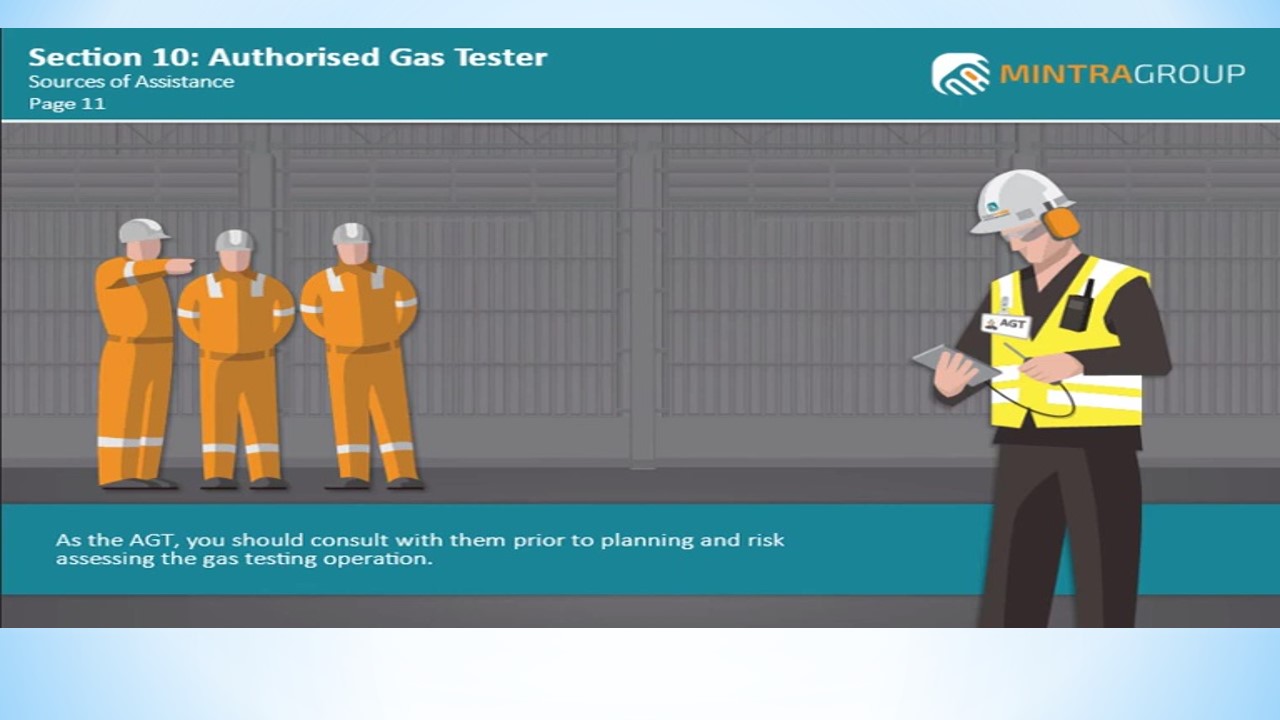 Section 10: Authorised Gas Tester
Sources of Assistance
Page 11
MINTRAGROUP
AGT
As the AGT, you should consult with them prior to planning and risk
assessing the gas testing operation.